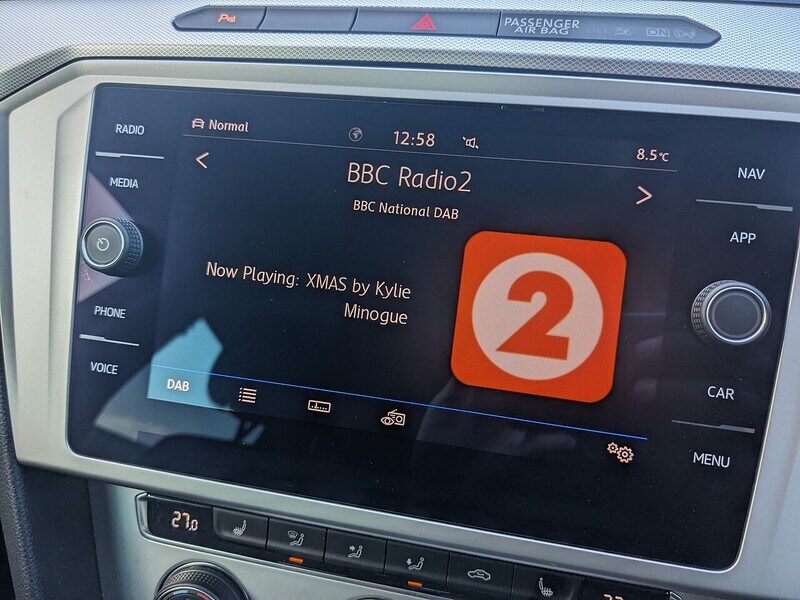 P
PASSENGER
AIR BAG
ON
RADIO
MEDIA
PHONE
VOICE
Normal
12:58
8.5°C
BBC Radio2
BBC National DAB
Now Playing: XMAS by Kylie
Minogue
2
DAB
NAV
APP
CAR
MENU
27.0